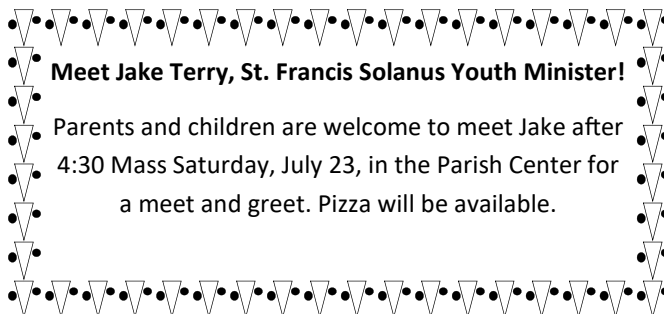 Meet Jake Terry, St. Francis Solanus Youth Minister!
Parents and children are welcome to meet Jake after
4:30 Mass Saturday, July 23, in the Parish Center for
a meet and greet. Pizza will be available.